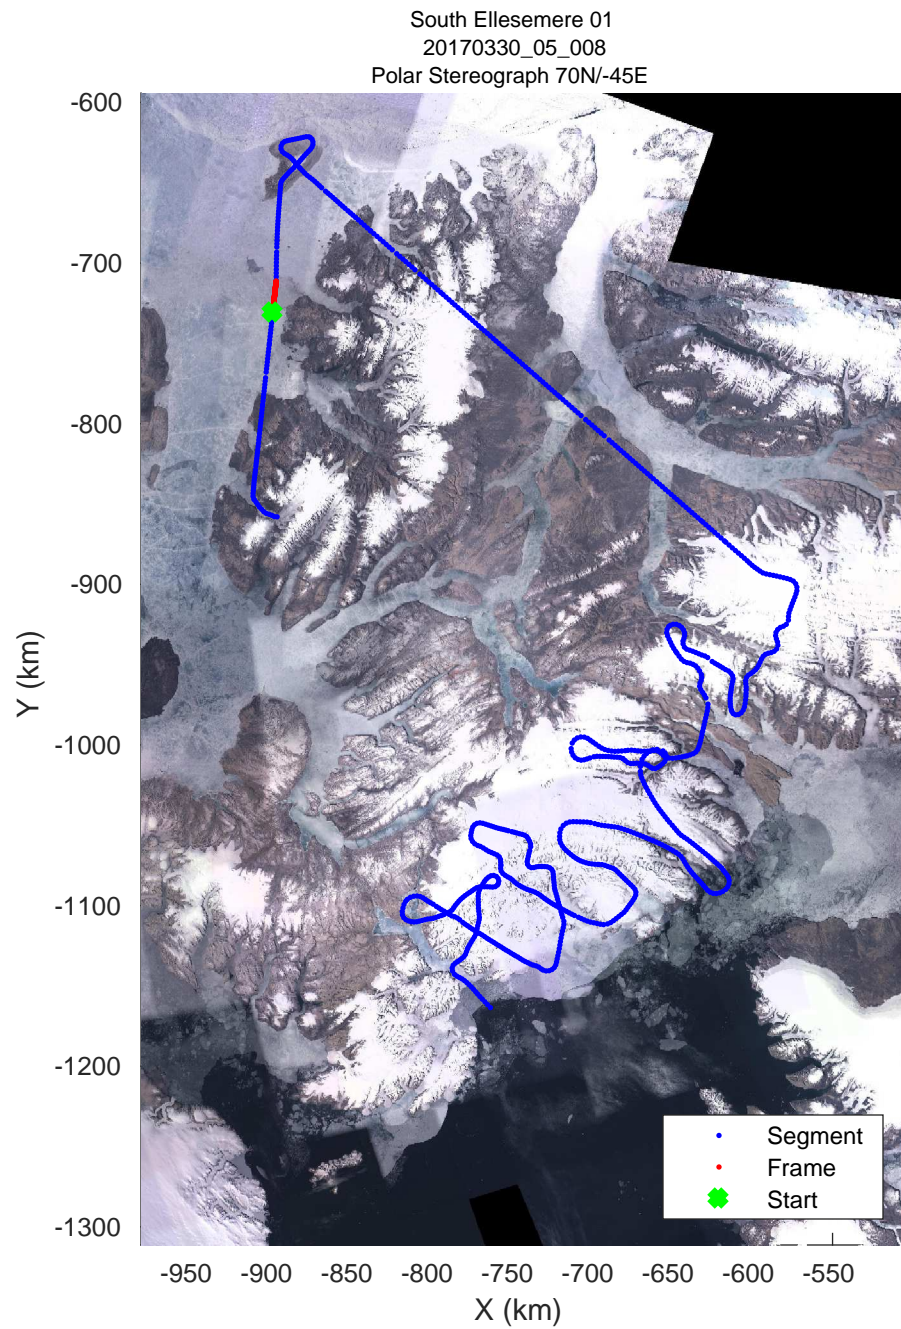 South Ellesemere 01
20170330_05_008
Polar Stereograph 70N/-45E
-600
-700
-800
-900
-1000
-1100
-1200
-1300
Y (km)
Segment
Frame
Start
-950 -900 -850 -800 -750 -700 -650 -600 -550
X (km)